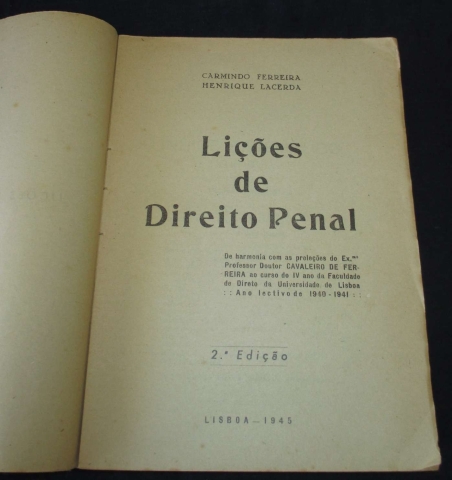 CARMINDO FERREIRA
HENRIQUE LACERDA
Lições
de
Direito Penal
De harmonia com as preleções do Ex.mo
Professor Doutor CAVALEIRO DE FER-
REIRA ao curso do IV ano da Faculdade
de Direito da Universidade de Lisboa
: : Ano lectivo de 1940-1941 : :
2.ª Edição
LISBOA — 1945